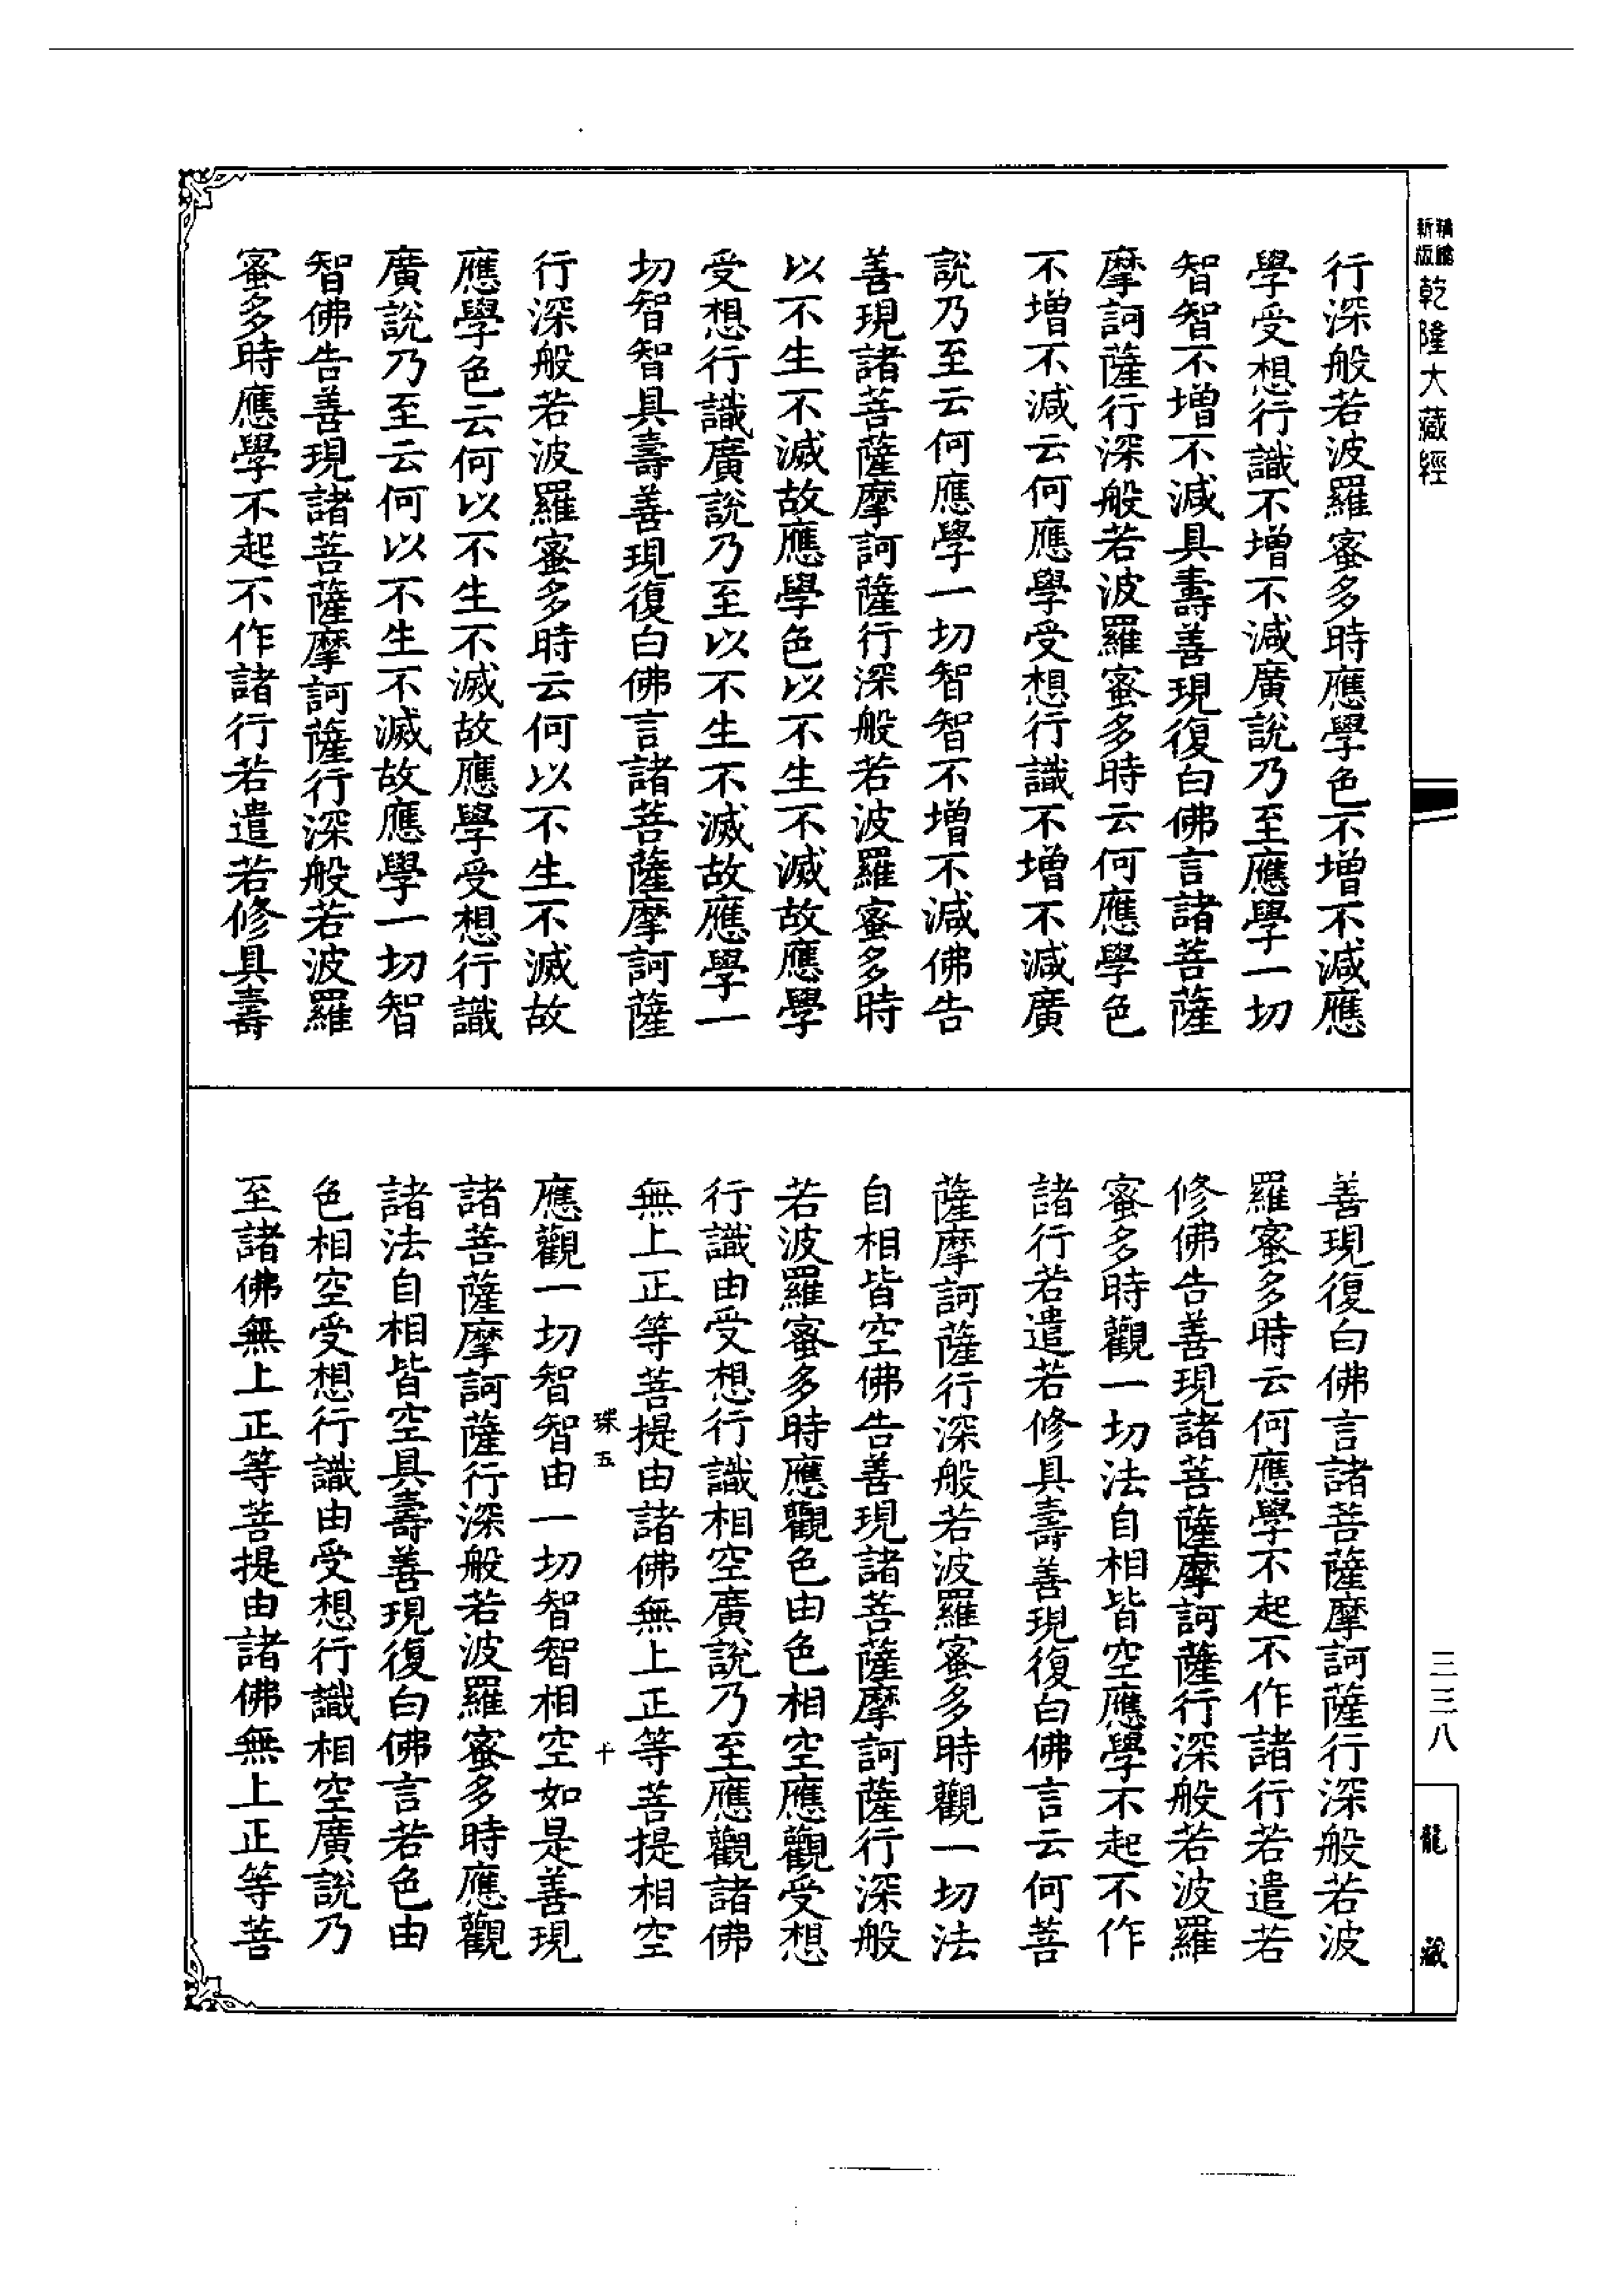 新版精縮乾隆大藏經
行深般若波羅蜜多時應學色不增不減應
學受想行識不增不減廣說乃至應學一切
智智不增不減具壽善現復白佛言諸菩薩
摩訶薩行深般若波羅蜜多時云何應學色
不增不減云何應學受想行識不增不減廣
說乃至云何應學一切智智不增不減佛告
善現諸菩薩摩訶薩行深般若波羅蜜多時
以不生不滅故應學色以不生不滅故應學
受想行識廣說乃至以不生不滅故應學一
切智智具壽善現復白佛言諸菩薩摩訶薩
行深般若波羅蜜多時云何以不生不滅故
應學色云何以不生不滅故應學受想行識
廣說乃至云何以不生不滅故應學一切智
智佛告善現諸菩薩摩訶薩行深般若波羅
蜜多時應學不起不作諸行若遣若修具壽
善現復白佛言諸菩薩摩訶薩行深般若波
羅蜜多時云何應學不起不作諸行若遣若
修佛告善現諸菩薩摩訶薩行深般若波羅
蜜多時觀一切法自相皆空應學不起不作
諸行若遣若修具壽善現復白佛言云何菩
薩摩訶薩行深般若波羅蜜多時觀一切法
自相皆空佛告善現諸菩薩摩訶薩行深般
若波羅蜜多時應觀色由色相空應觀受想
行識由受想行識相空廣說乃至應觀諸佛
無上正等菩提由諸佛無上正等菩提相空
珠五 十
應觀一切智智由一切智智相空如是善現
諸菩薩摩訶薩行深般若波羅蜜多時應觀
諸法自相皆空具壽善現復白佛言若色由
色相空受想行識由受想行識相空廣說乃
至諸佛無上正等菩提由諸佛無上正等菩
三三八
龍藏